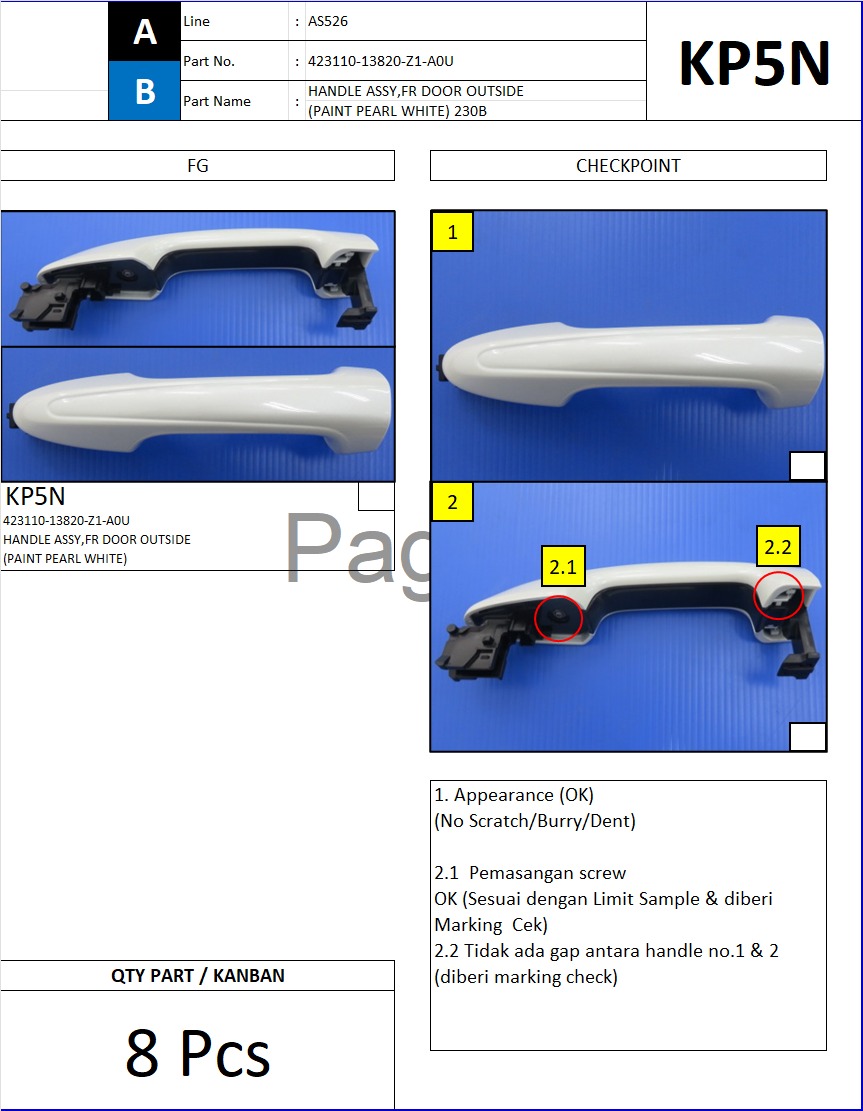 A
B
Line : AS526
Part No. : 423110-13820-Z1-A0U
Part Name : HANDLE ASSY,FR DOOR OUTSIDE
(PAINT PEARL WHITE) 230B
KP5N
FG
CHECKPOINT
1
KP5N
423110-13820-Z1-A0U
HANDLE ASSY,FR DOOR OUTSIDE
(PAINT PEARL WHITE)
2
2.1
2.2
1. Appearance (OK)
(No Scratch/Burry/Dent)
2.1 Pemasangan screw
OK (Sesuai dengan Limit Sample & diberi
Marking Cek)
2.2 Tidak ada gap antara handle no.1 & 2
(diberi marking check)
QTY PART / KANBAN
8 Pcs